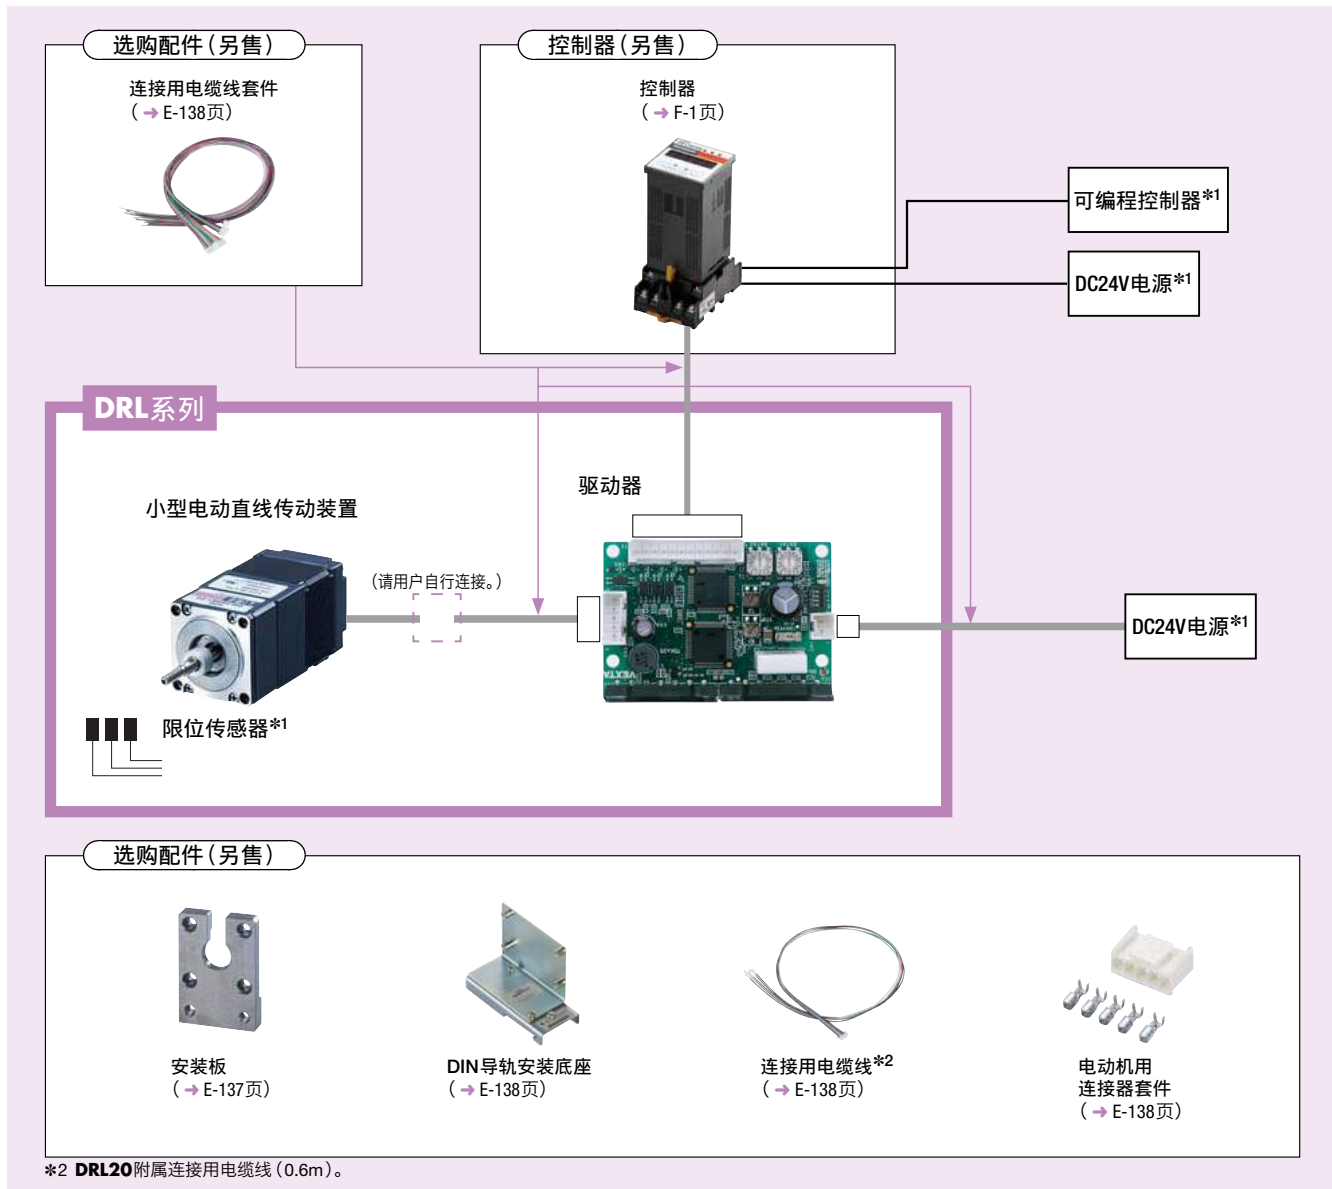 选购配件（另售）
连接用电缆线套件
（→ E-138页）
控制器（另售）
控制器
（→ F-1页）
可编程控制器*1
DC24V电源*1
DRL系列
小型电动直线传动装置
驱动器
（请用户自行连接。）
VEXTA
DC24V电源*1
限位传感器*1
选购配件（另售）
安装板
（→ E-137页）
DIN导轨安装底座
（→ E-138页）
连接用电缆线*2
（→ E-138页）
电动机用
连接器套件
（→ E-138页）
*2 DRL20附属连接用电缆线（0.6m）。